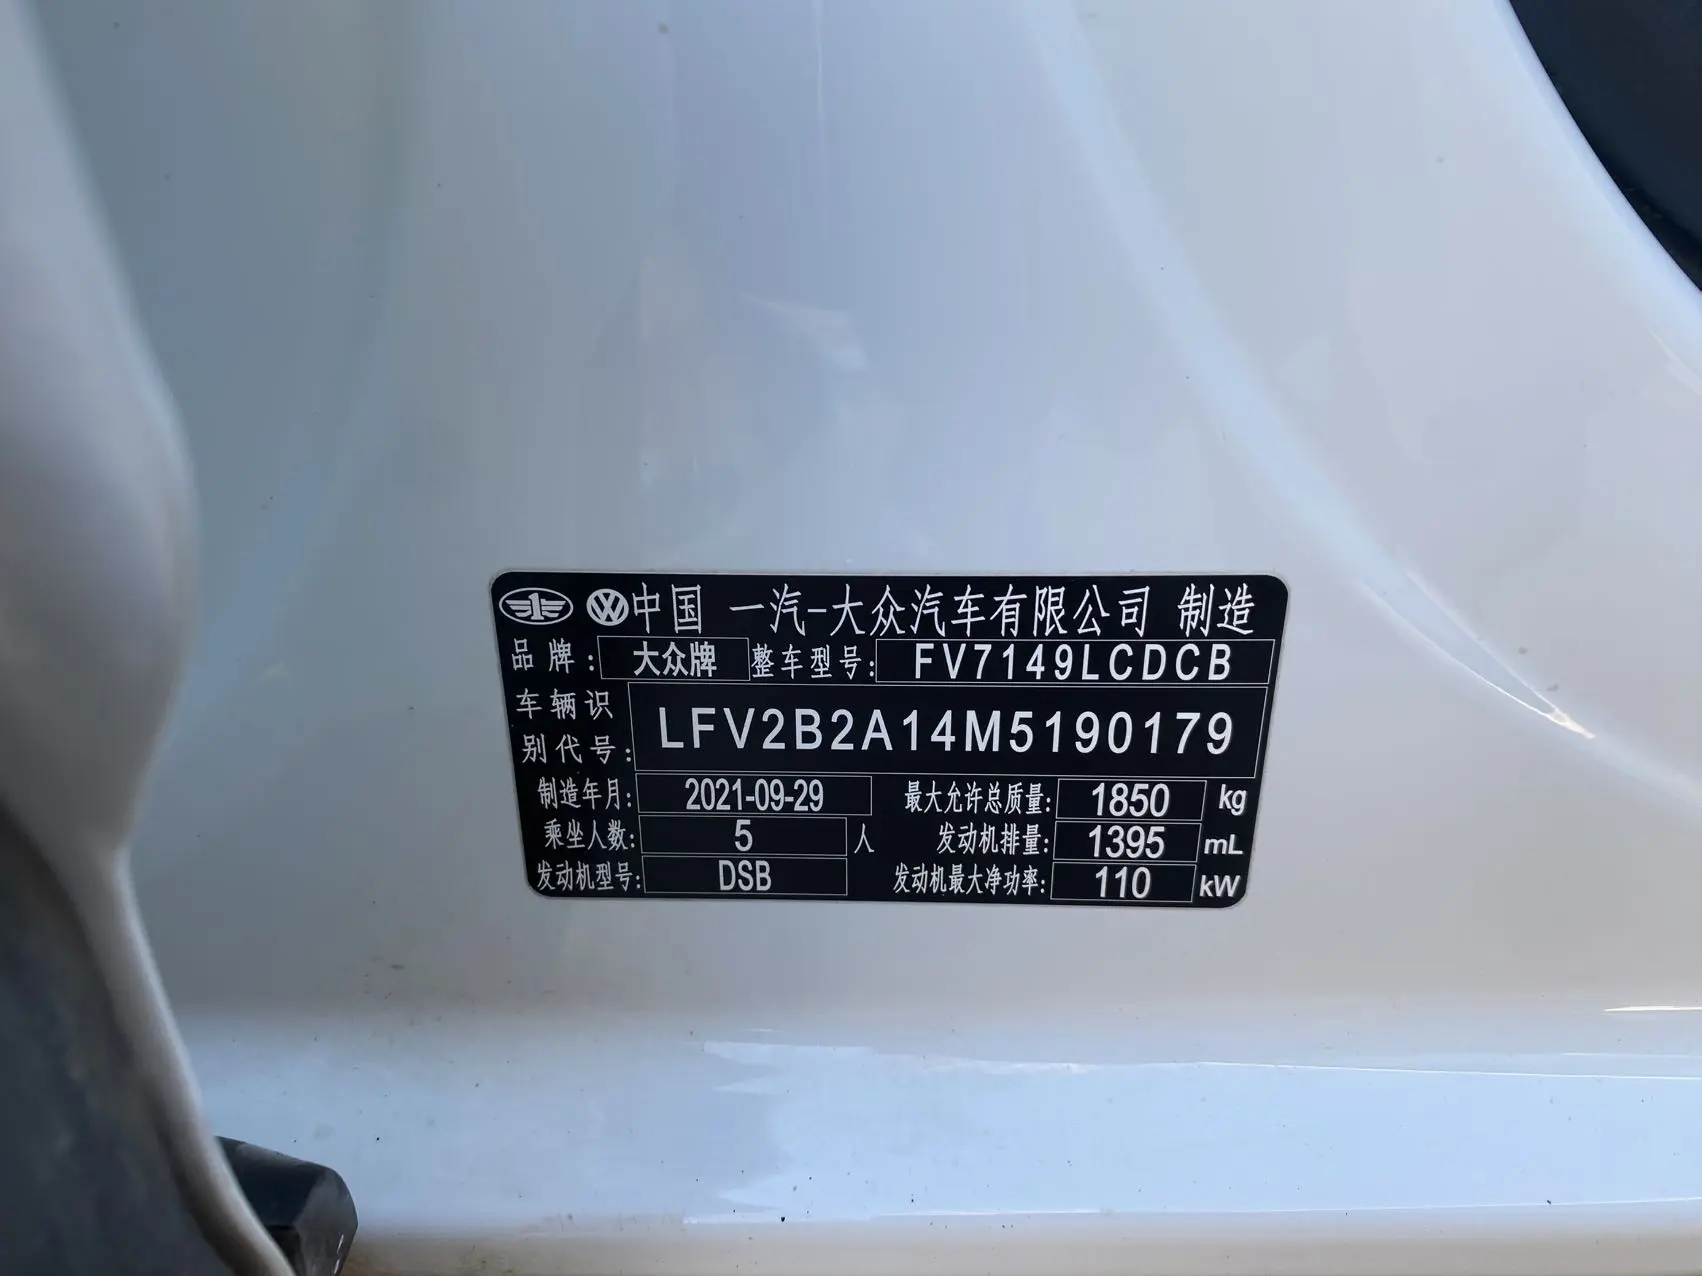 中国 一汽-大众汽车有限公司 制造
品牌: 大众牌 整车型号: FV7149LCDCB
车辆识别代号: LFV2B2A14M5190179
制造年月: 2021-09-29 最大允许总质量: 1850 kg
乘坐人数: 5 人 发动机排量: 1395 mL
发动机型号: DSB 发动机最大净功率: 110 kW